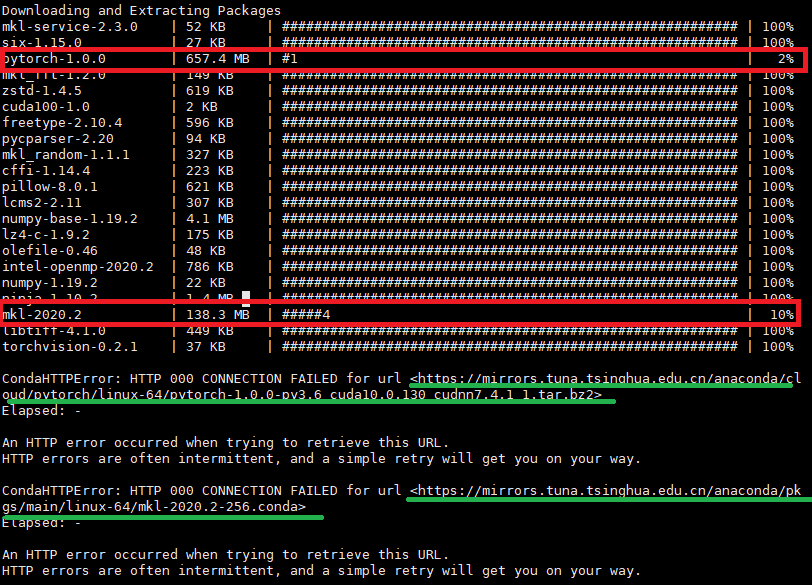 Downloading and Extracting Packages
mkl-service-2.3.0    | 52 KB     | ######################################################## | 100%
six-1.15.0           | 27 KB     | ######################################################## | 100%
pytorch-1.0.0        | 657.4 MB  | #1                                                       |   2%
mkl_fft-1.2.0        | 149 KB    | ######################################################## | 100%
zstd-1.4.5           | 619 KB    | ######################################################## | 100%
cuda100-1.0          | 2 KB      | ######################################################## | 100%
freetype-2.10.4      | 596 KB    | ######################################################## | 100%
pycparser-2.20       | 94 KB     | ######################################################## | 100%
mkl_random-1.1.1     | 327 KB    | ######################################################## | 100%
cffi-1.14.4          | 223 KB    | ######################################################## | 100%
pillow-8.0.1         | 621 KB    | ######################################################## | 100%
lcms2-2.11           | 307 KB    | ######################################################## | 100%
numpy-base-1.19.2    | 4.1 MB    | ######################################################## | 100%
lz4-c-1.9.2          | 175 KB    | ######################################################## | 100%
olefile-0.46         | 48 KB     | ######################################################## | 100%
intel-openmp-2020.2  | 786 KB    | ######################################################## | 100%
numpy-1.19.2         | 22 KB     | ######################################################## | 100%
ninja-1.10.2         | 1.4 MB    | ######################################################## | 100%
mkl-2020.2           | 138.3 MB  | #####4                                                   |  10%
libtiff-4.1.0        | 449 KB    | ######################################################## | 100%
torchvision-0.2.1    | 37 KB     | ######################################################## | 100%
CondaHTTPError: HTTP 000 CONNECTION FAILED for url <https://mirrors.tuna.tsinghua.edu.cn/anaconda/cl
oud/pytorch/linux-64/pytorch-1.0.0-py3.6_cuda10.0.130_cudnn7.4.1_1.tar.bz2>
Elapsed: -
An HTTP error occurred when trying to retrieve this URL.
HTTP errors are often intermittent, and a simple retry will get you on your way.
CondaHTTPError: HTTP 000 CONNECTION FAILED for url <https://mirrors.tuna.tsinghua.edu.cn/anaconda/pk
gs/main/linux-64/mkl-2020.2-256.conda>
Elapsed: -
An HTTP error occurred when trying to retrieve this URL.
HTTP errors are often intermittent, and a simple retry will get you on your way.